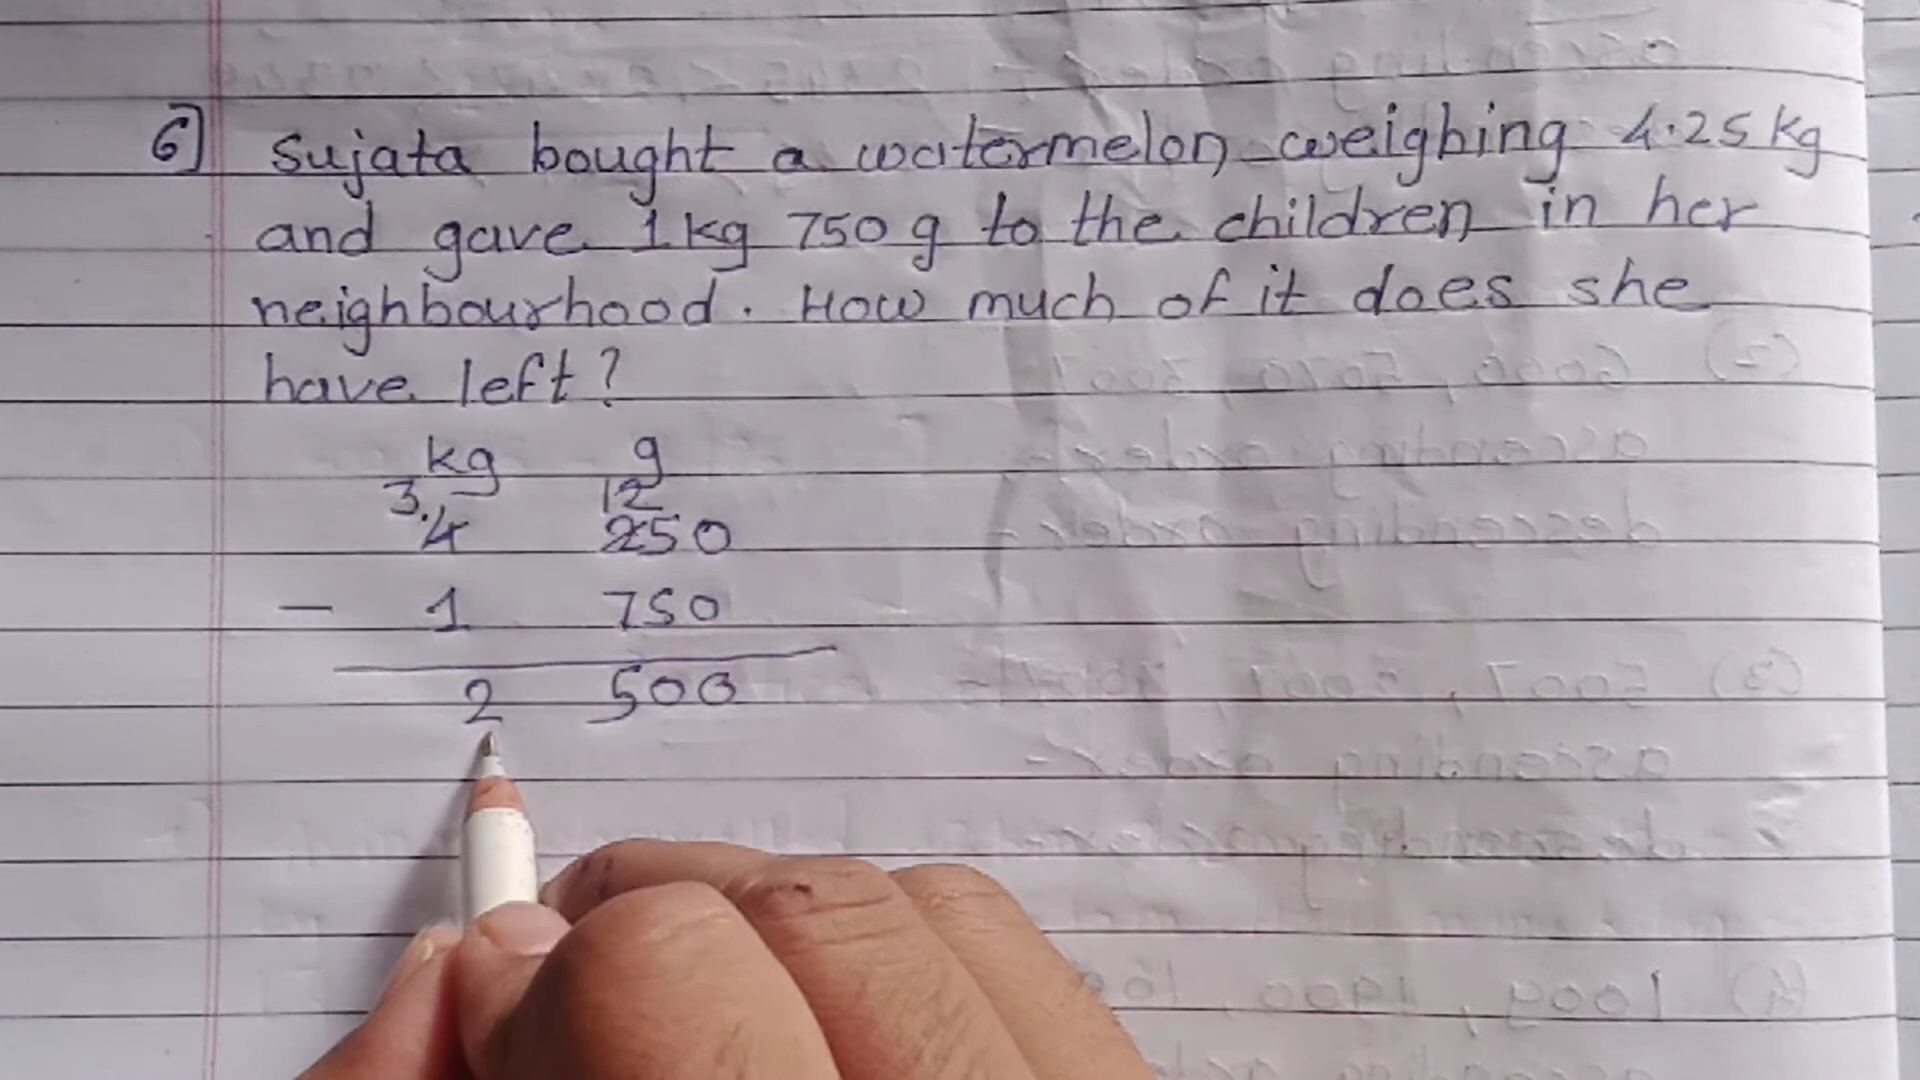 6] Sujata bought a watermelon weighing 4.25 kg
and gave 1 kg 750 g to the children in her
neighbourhood. How much of it does she
have left?
kg g
3. 12
4 250
- 1 750
2 500